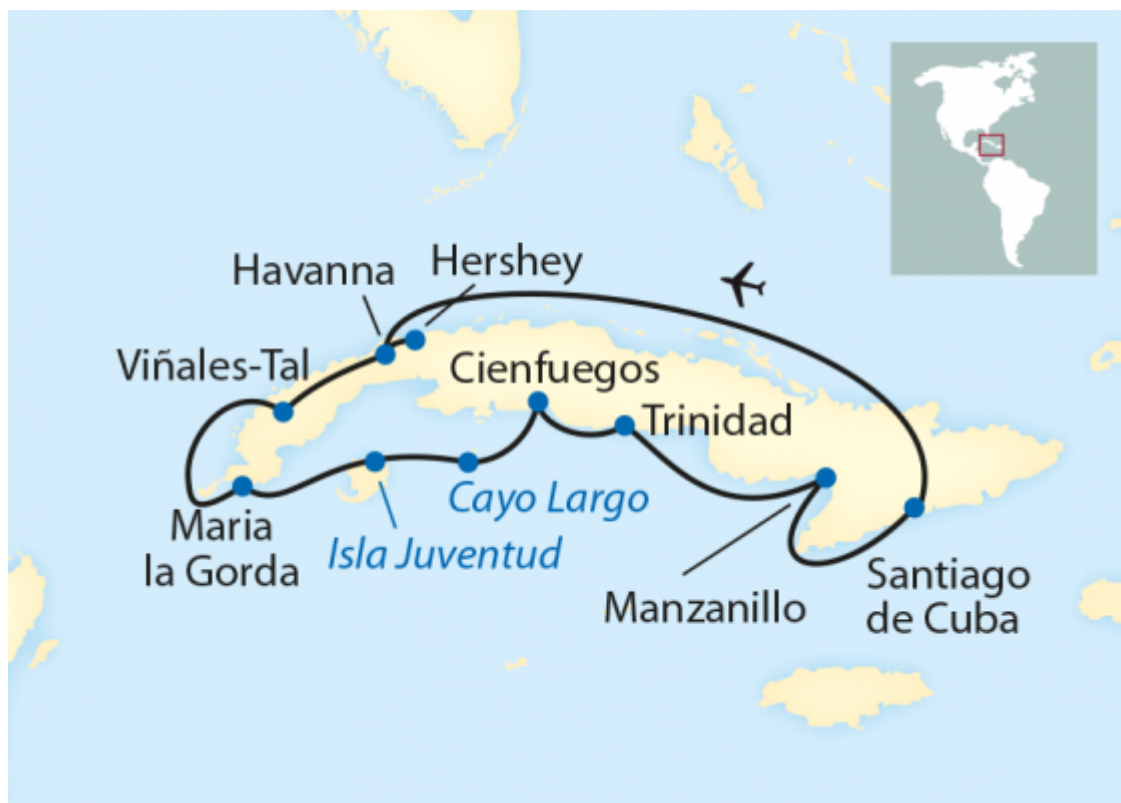 Hershey
Havanna
Viñales-Tal
Cienfuegos
Trinidad
Cayo Largo
Maria
la Gorda
Isla Juventud
Manzanillo
Santiago
de Cuba